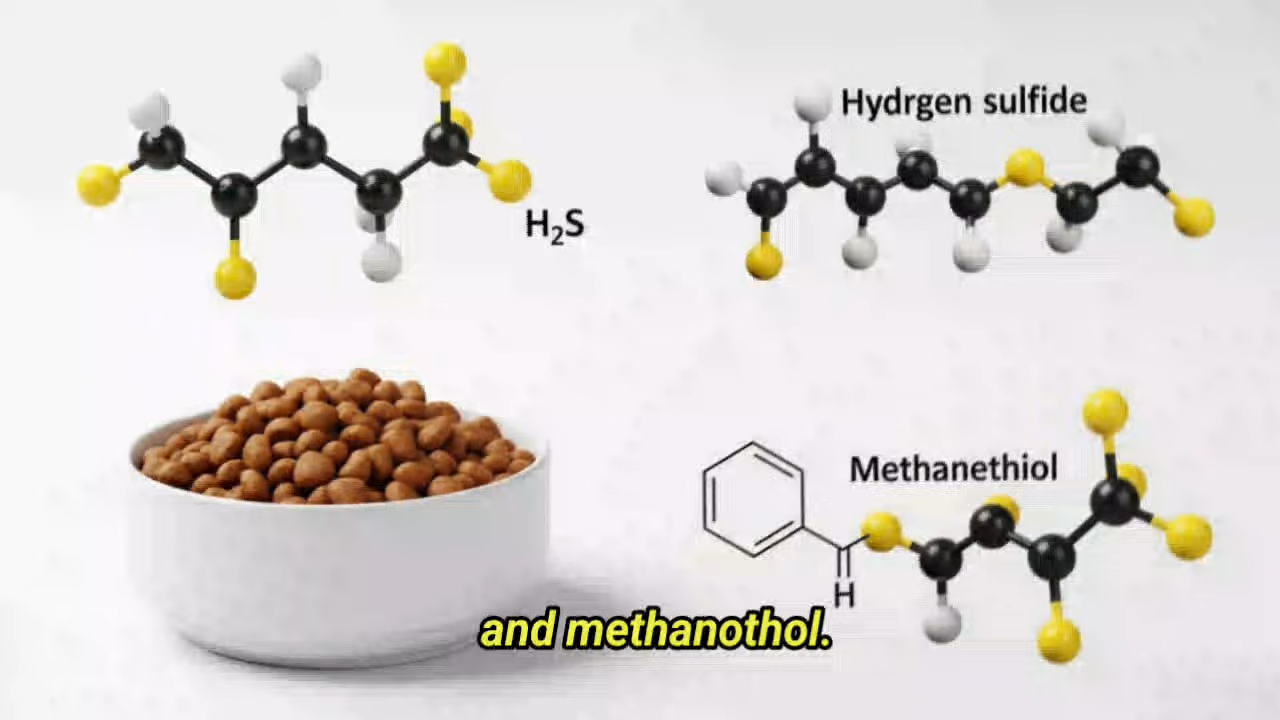 Hydrgen sulfide
H₂S
Methanethiol
H
and methanothol.